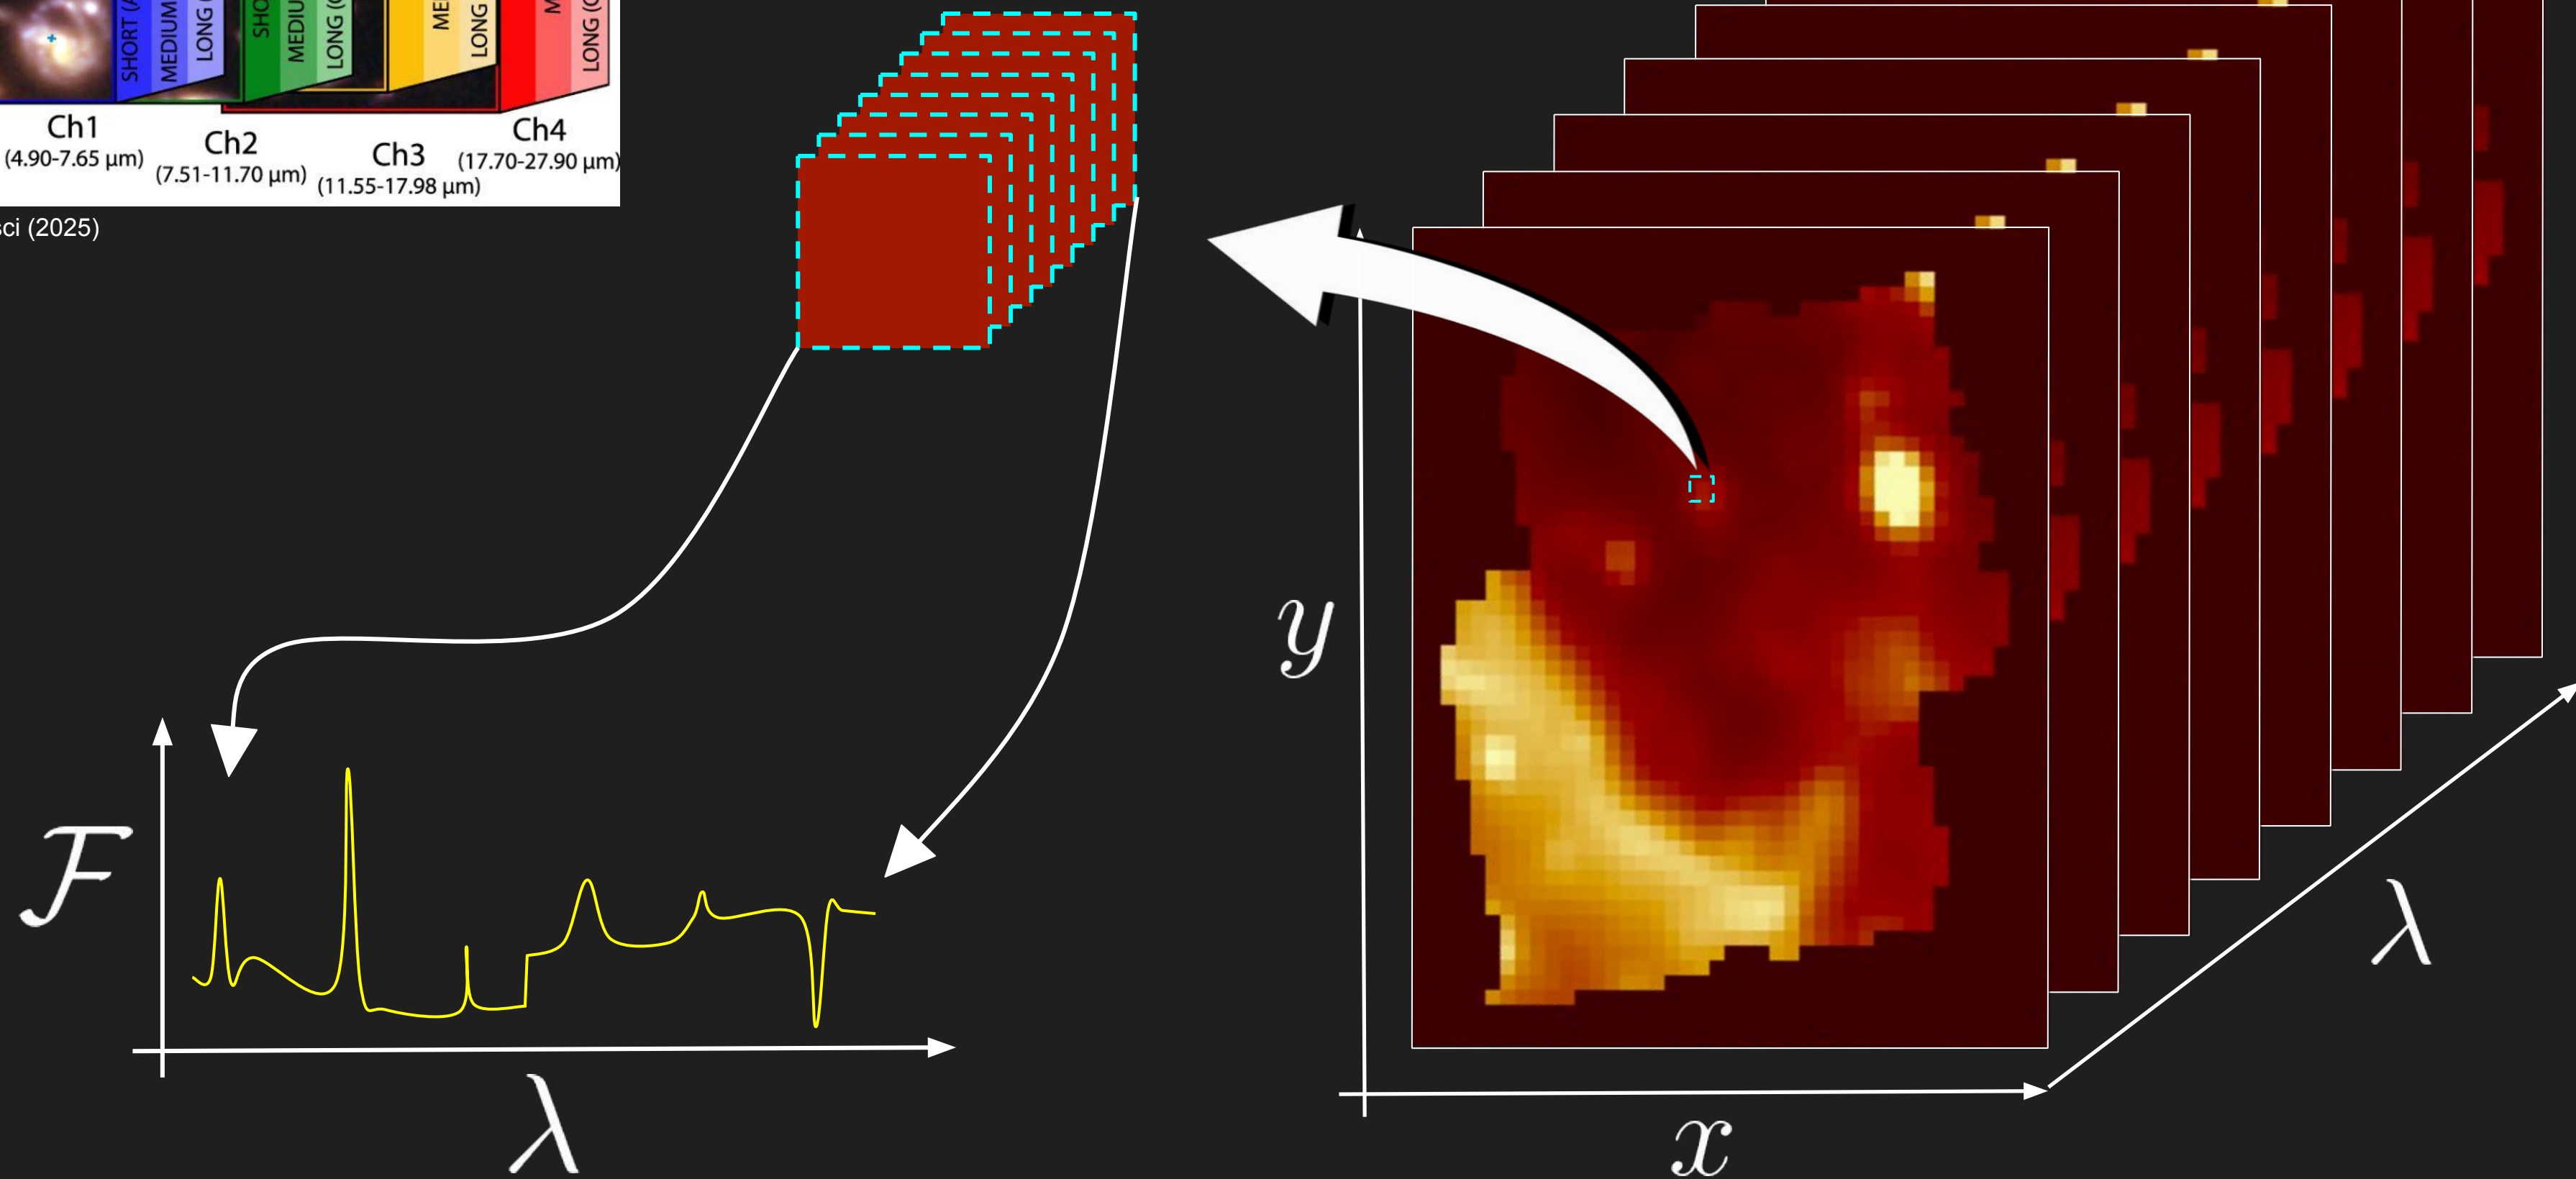 SHORT (A
MEDIUM
LONG (
SHO
MEDIU
LONG (
ME
LONG
M
LONG (C
Ch1
(4.90-7.65 μm)
Ch2
(7.51-11.70 μm)
Ch3
(11.55-17.98 μm)
Ch4
(17.70-27.90 μm)
sci (2025)
y
x
λ
ℱ
λ